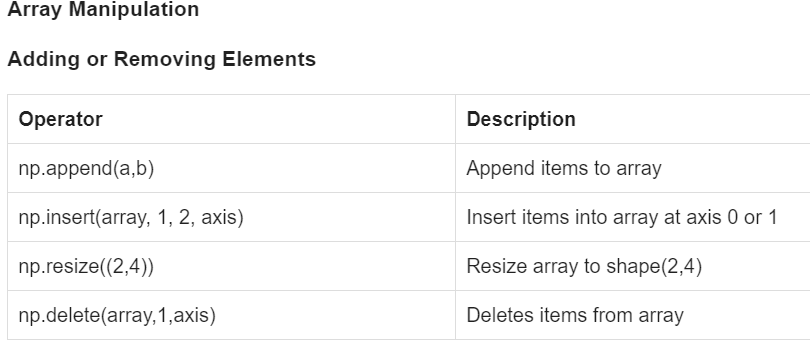 Array Manipulation
Adding or Removing Elements
Operator Description
np.append(a,b) Append items to array
np.insert(array, 1, 2, axis) Insert items into array at axis 0 or 1
np.resize((2,4)) Resize array to shape(2,4)
np.delete(array,1,axis) Deletes items from array